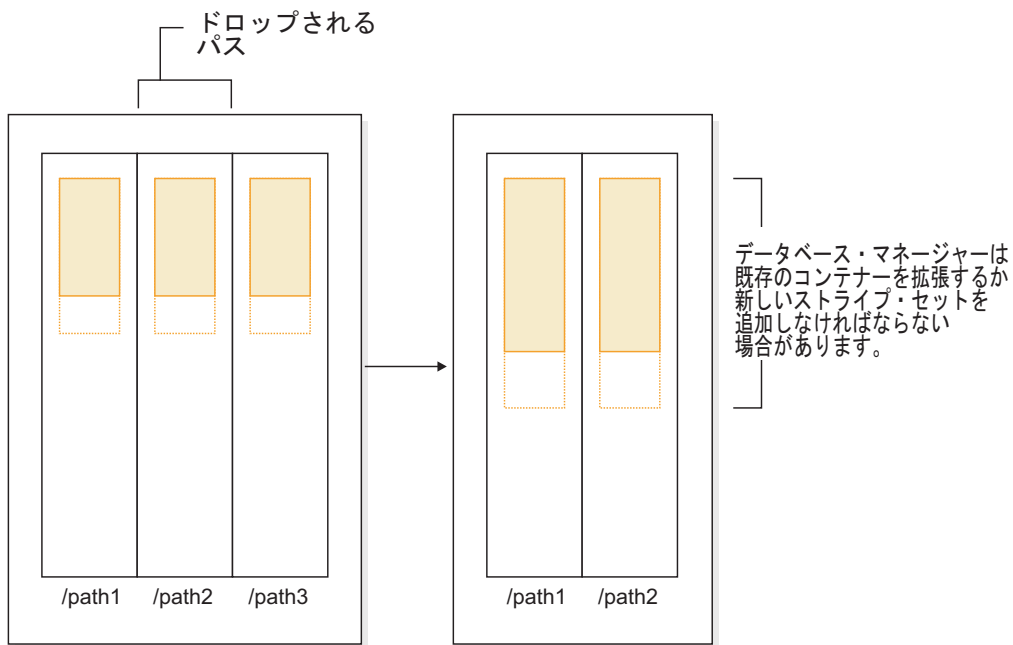 ドロップされる
パス
/path1
/path2
/path3
/path1
/path2
データベース・マネージャーは
既存のコンテナーを拡張するか
新しいストライプ・セットを
追加しなければならない
場合があります。